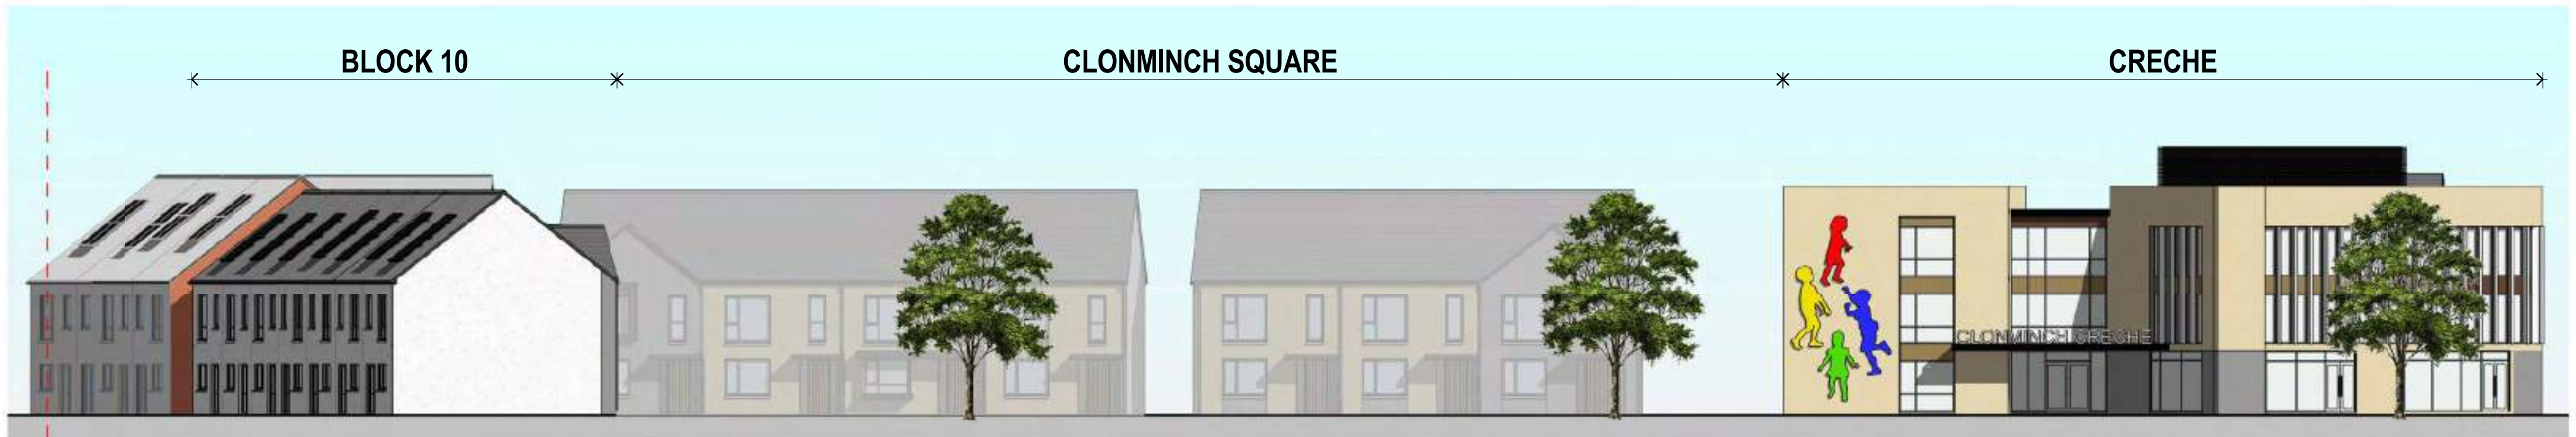 BLOCK 10
CLONMINCH SQUARE
CRECHE
CLONMINCH CRECHE